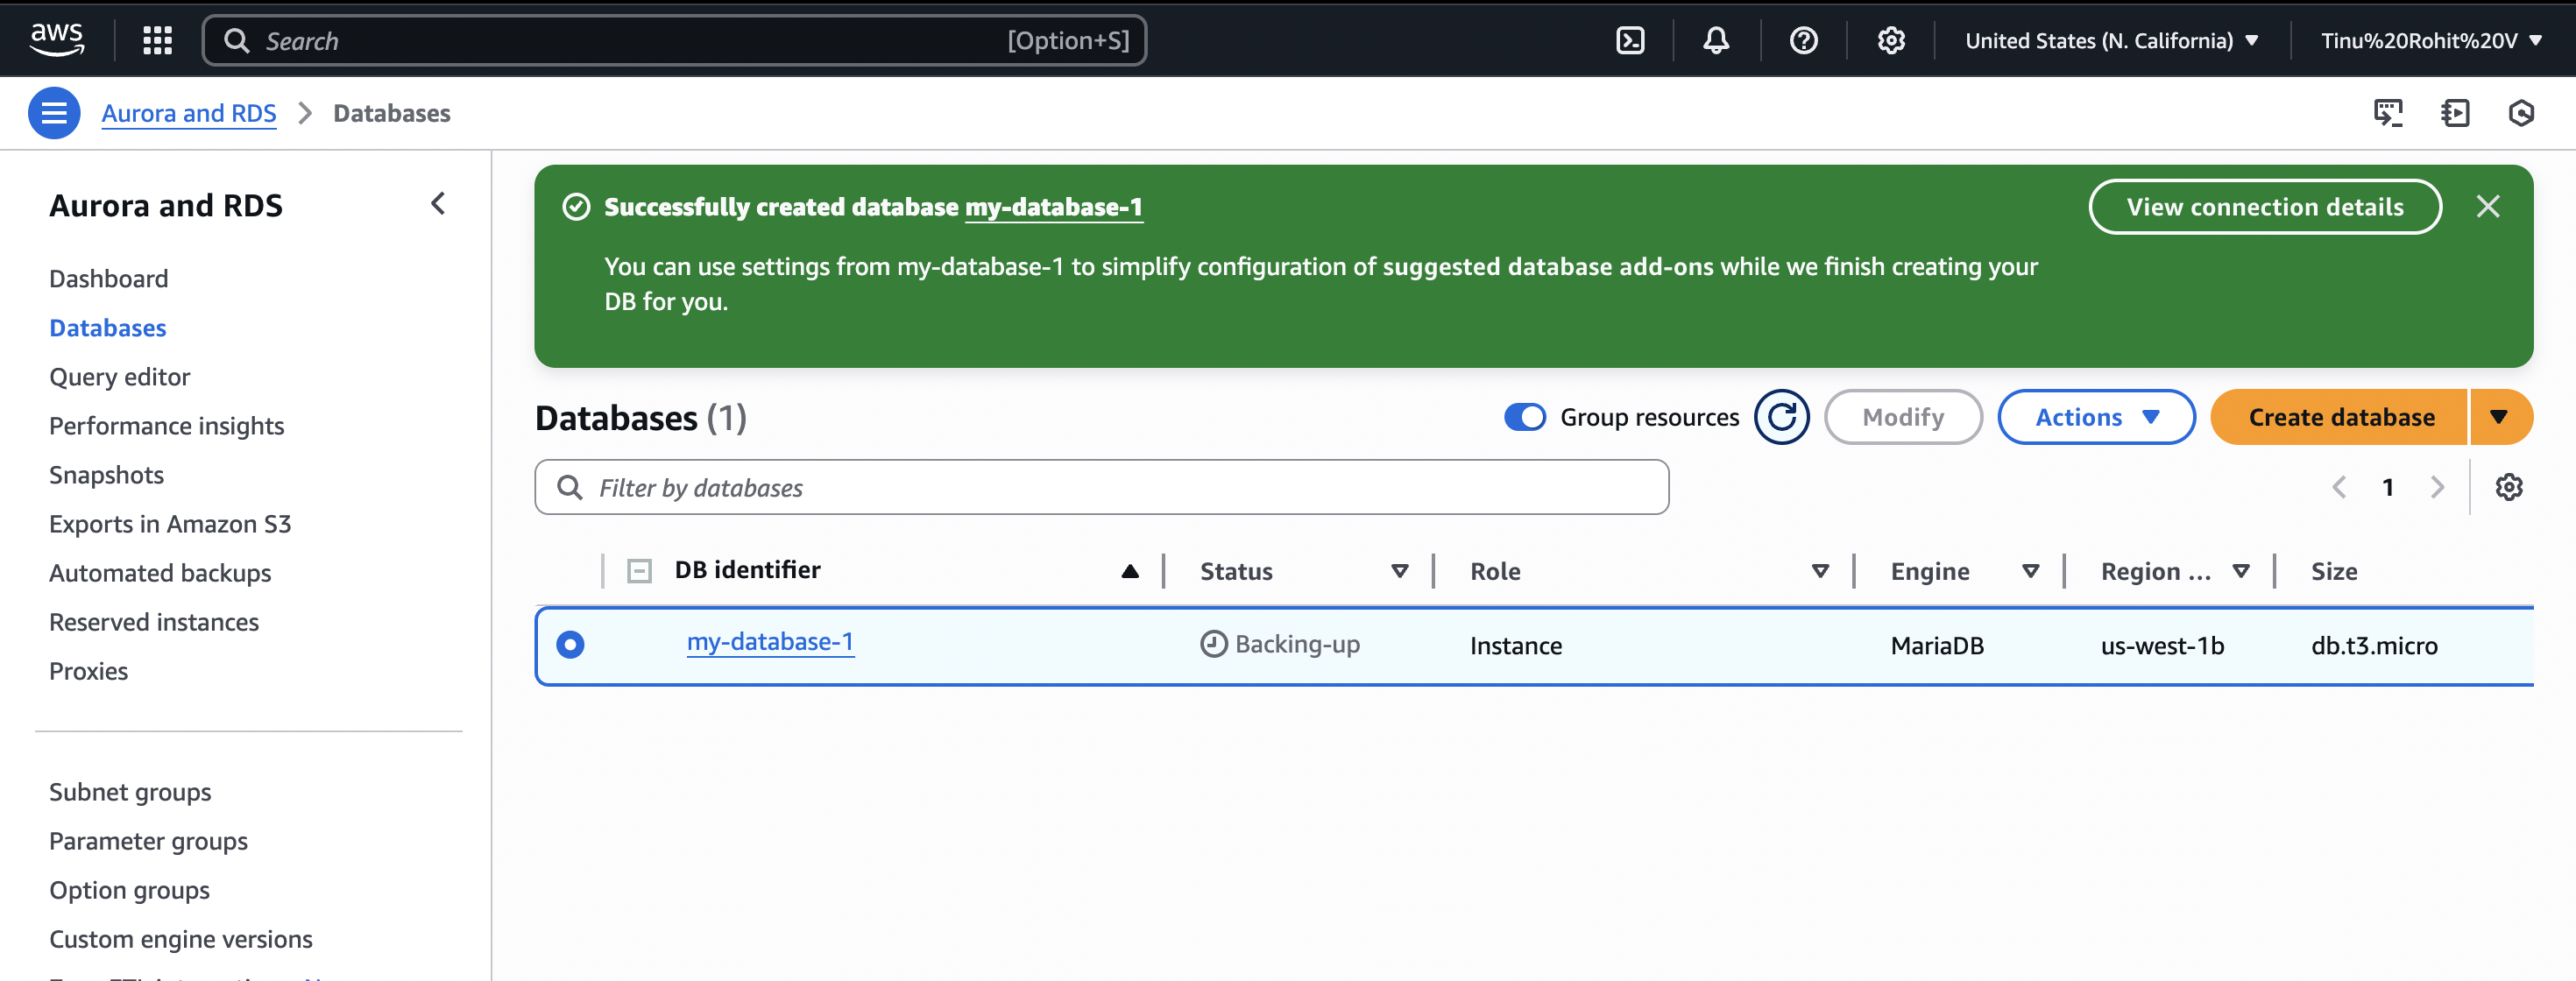 aws
Search [Option+S]
United States (N. California)
Tinu%20Rohit%20V
Aurora and RDS
Databases
Aurora and RDS
Dashboard
Databases
Query editor
Performance insights
Snapshots
Exports in Amazon S3
Automated backups
Reserved instances
Proxies
Subnet groups
Parameter groups
Option groups
Custom engine versions
Successfully created database my-database-1
View connection details
You can use settings from my-database-1 to simplify configuration of suggested database add-ons while we finish creating your
DB for you.
Databases (1)
Group resources
Modify
Actions
Create database
Filter by databases
1
DB identifier Status Role Engine Region ... Size
my-database-1 Backing-up Instance MariaDB us-west-1b db.t3.micro